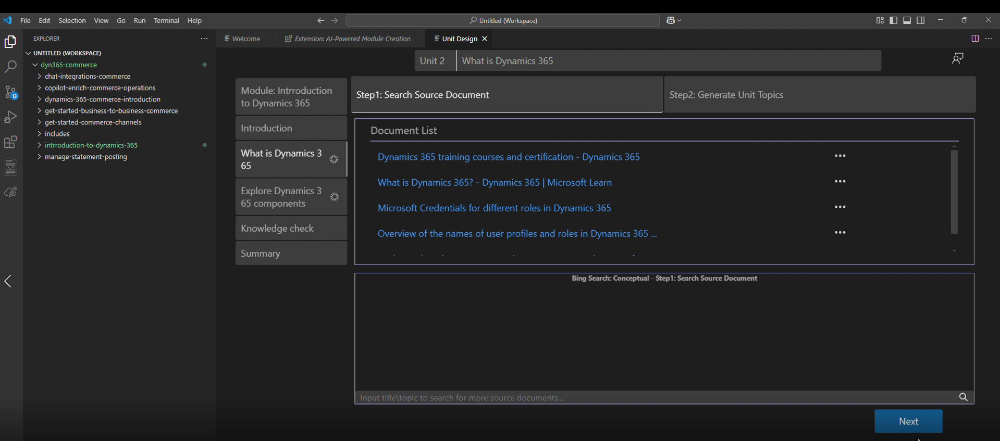 File Edit Selection View Go Run Terminal Help
Untitled (Workspace)
EXPLORER
Welcome
Extension: AI-Powered Module Creation
Unit Design
UNTITLED (WORKSPACE)
dyn365-commerce
chat-integrations-commerce
copilot-enrich-commerce-operations
dynamics-365-commerce-introduction
get-started-business-to-business-commerce
get-started-commerce-channels
includes
intrroduction-to-dynamics-365
manage-statement-posting
13
Unit 2
What is Dynamics 365
Module: Intrroduction
to Dynamics 365
Introduction
What is Dynamics 3
65
Explore Dynamics 3
65 components
Knowledge check
Summary
Step1: Search Source Document
Step2: Generate Unit Topics
Document List
Dynamics 365 training courses and certification - Dynamics 365
What is Dynamics 365? - Dynamics 365 | Microsoft Learn
Microsoft Credentials for different roles in Dynamics 365
Overview of the names of user profiles and roles in Dynamics 365 ...
Bing Search: Conceptual - Step1: Search Source Document
Input title\topic to search for more source documents...
Next